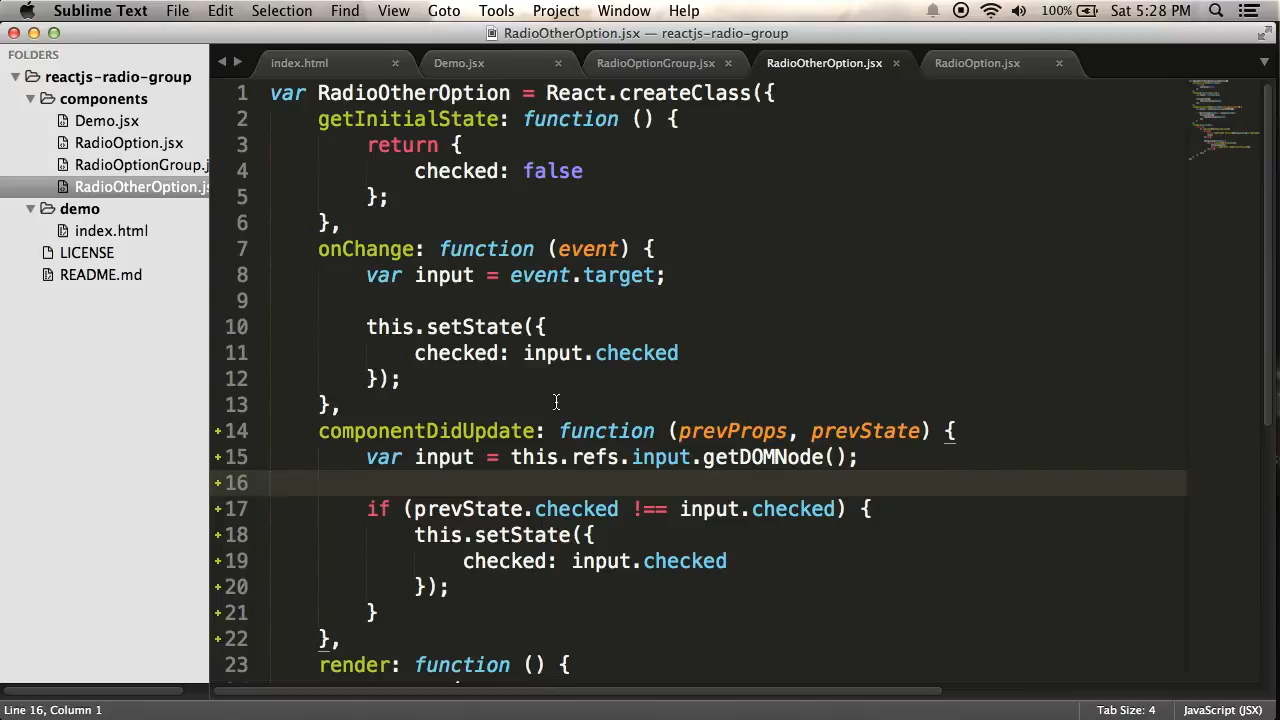 Sublime Text File Edit Selection Find View Goto Tools Project Window Help 100% Sat 5:28 PM
RadioOtherOption.jsx — reactjs-radio-group
FOLDERS
reactjs-radio-group
components
Demo.jsx
RadioOption.jsx
RadioOptionGroup.j
RadioOtherOption.js
demo
index.html
LICENSE
README.md
index.html Demo.jsx RadioOptionGroup.jsx RadioOtherOption.jsx RadioOption.jsx
1 var RadioOtherOption = React.createClass({
2 getInitialState: function () {
3 return {
4 checked: false
5 };
6 },
7 onChange: function (event) {
8 var input = event.target;
9
10 this.setState({
11 checked: input.checked
12 });
13 },
14 componentDidUpdate: function (prevProps, prevState) {
15 var input = this.refs.input.getDOMNode();
16
17 if (prevState.checked !== input.checked) {
18 this.setState({
19 checked: input.checked
20 });
21 }
22 },
23 render: function () {
Line 16, Column 1 Tab Size: 4 JavaScript (JSX)